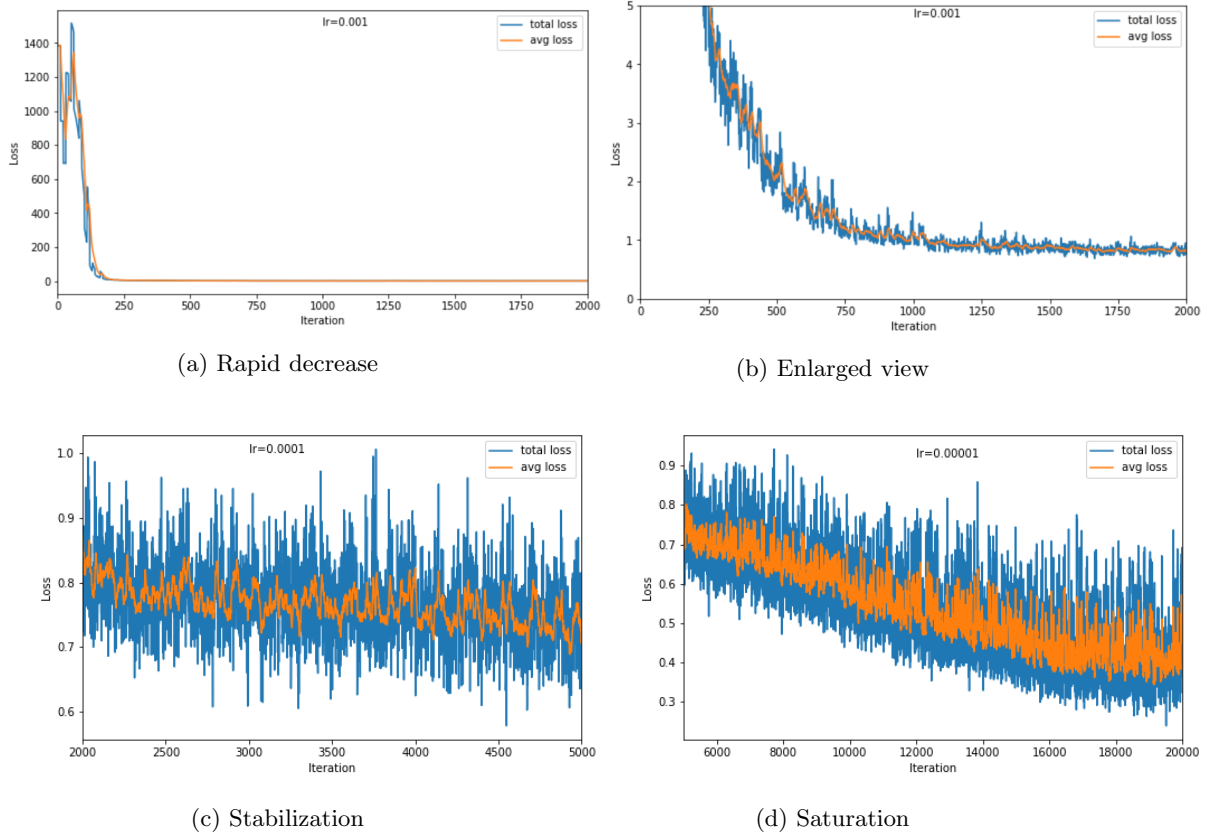 lr=0.001
total loss
avg loss
1400
1200
1000
800
600
400
200
0
Loss
0 250 500 750 1000 1250 1500 1750 2000
Iteration
(a) Rapid decrease
lr=0.001
total loss
avg loss
5
4
3
2
1
0
Loss
0 250 500 750 1000 1250 1500 1750 2000
Iteration
(b) Enlarged view
lr=0.0001
total loss
avg loss
1.0
0.9
0.8
0.7
0.6
Loss
2000 2500 3000 3500 4000 4500 5000
Iteration
(c) Stabilization
lr=0.00001
total loss
avg loss
0.9
0.8
0.7
0.6
0.5
0.4
0.3
Loss
6000 8000 10000 12000 14000 16000 18000 20000
Iteration
(d) Saturation